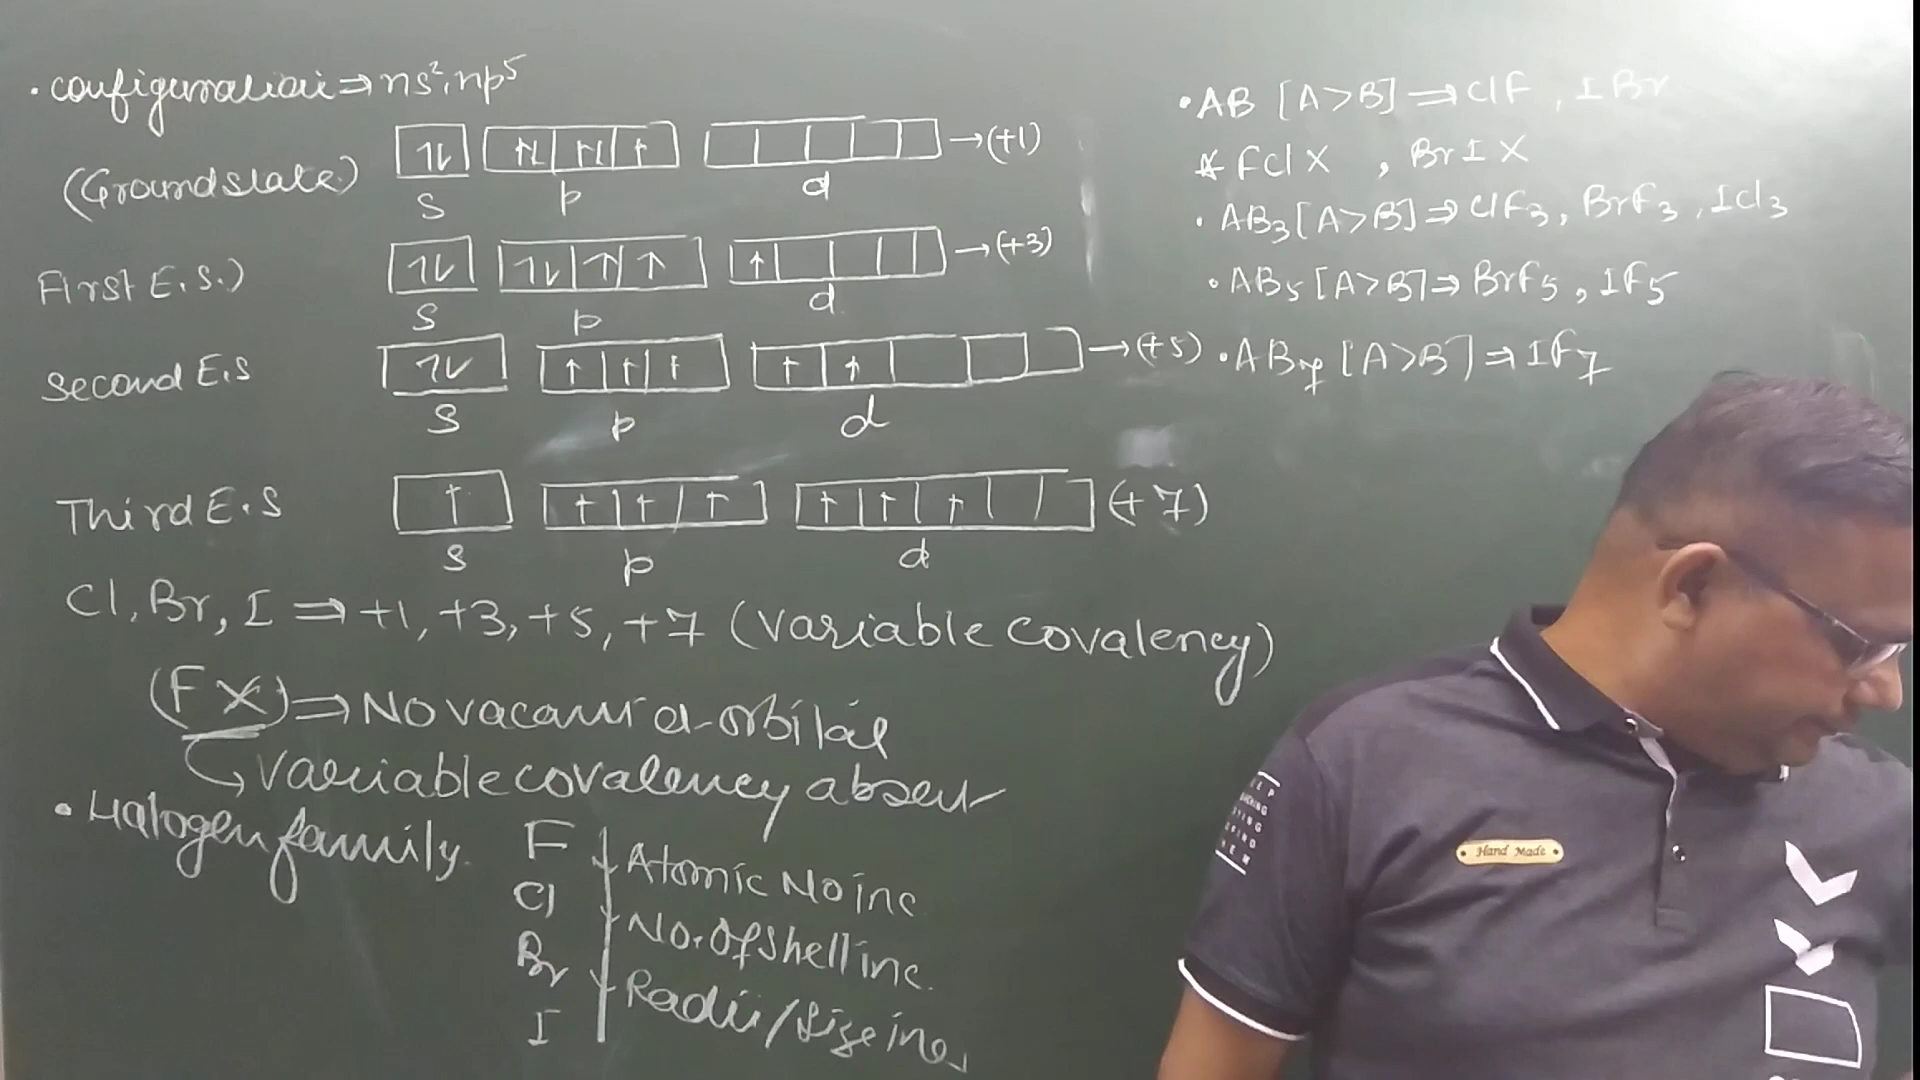 • configuration ⇒ ns², np⁵
(Ground state) ↑↓ ↑↓ ↑↓ ↑ → (+1)
s p d
First E.S.) ↑↓ ↑↓ ↑ ↑ ↑ → (+3)
s p d
Second E.S ↑↓ ↑ ↑ ↑ ↑ ↑ → (+5)
s p d
Third E.S ↑ ↑ ↑ ↑ ↑ ↑ ↑ (+7)
s p d
Cl, Br, I ⇒ +1, +3, +5, +7 (variable covalency)
(F X) ⇒ No vacant d-orbital
↳ variable covalency absent
• Halogen family
F
Cl
Br
I
Atomic No inc
No. Of shell inc.
Radii/size inc.
• AB [A>B] ⇒ ClF, IBr
* FCl X, BrI X
• AB₃ [A>B] ⇒ ClF₃, BrF₃, ICl₃
• AB₅ [A>B] ⇒ BrF₅, IF₅
• AB₇ [A>B] ⇒ IF₇
Hand Made